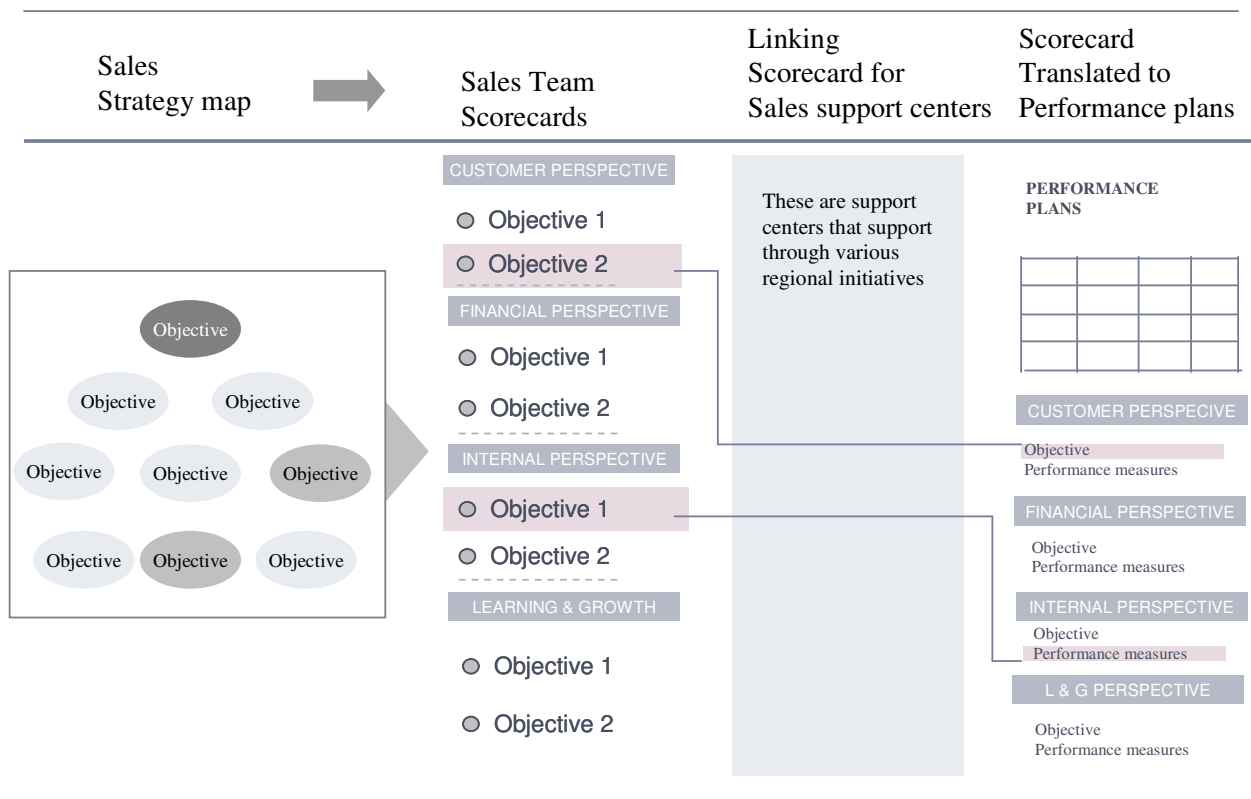 Sales
Strategy map
Sales Team
Scorecards
Linking
Scorecard for
Sales support centers
Scorecard
Translated to
Performance plans
Objective
Objective
Objective
Objective
Objective
Objective
Objective
Objective
Objective
CUSTOMER PERSPECTIVE
Objective 1
Objective 2
FINANCIAL PERSPECTIVE
Objective 1
Objective 2
INTERNAL PERSPECTIVE
Objective 1
Objective 2
LEARNING & GROWTH
Objective 1
Objective 2
These are support
centers that support
through various
regional initiatives
PERFORMANCE
PLANS
CUSTOMER PERSPECIVE
Objective
Performance measures
FINANCIAL PERSPECTIVE
Objective
Performance measures
INTERNAL PERSPECTIVE
Objective
Performance measures
L & G PERSPECTIVE
Objective
Performance measures